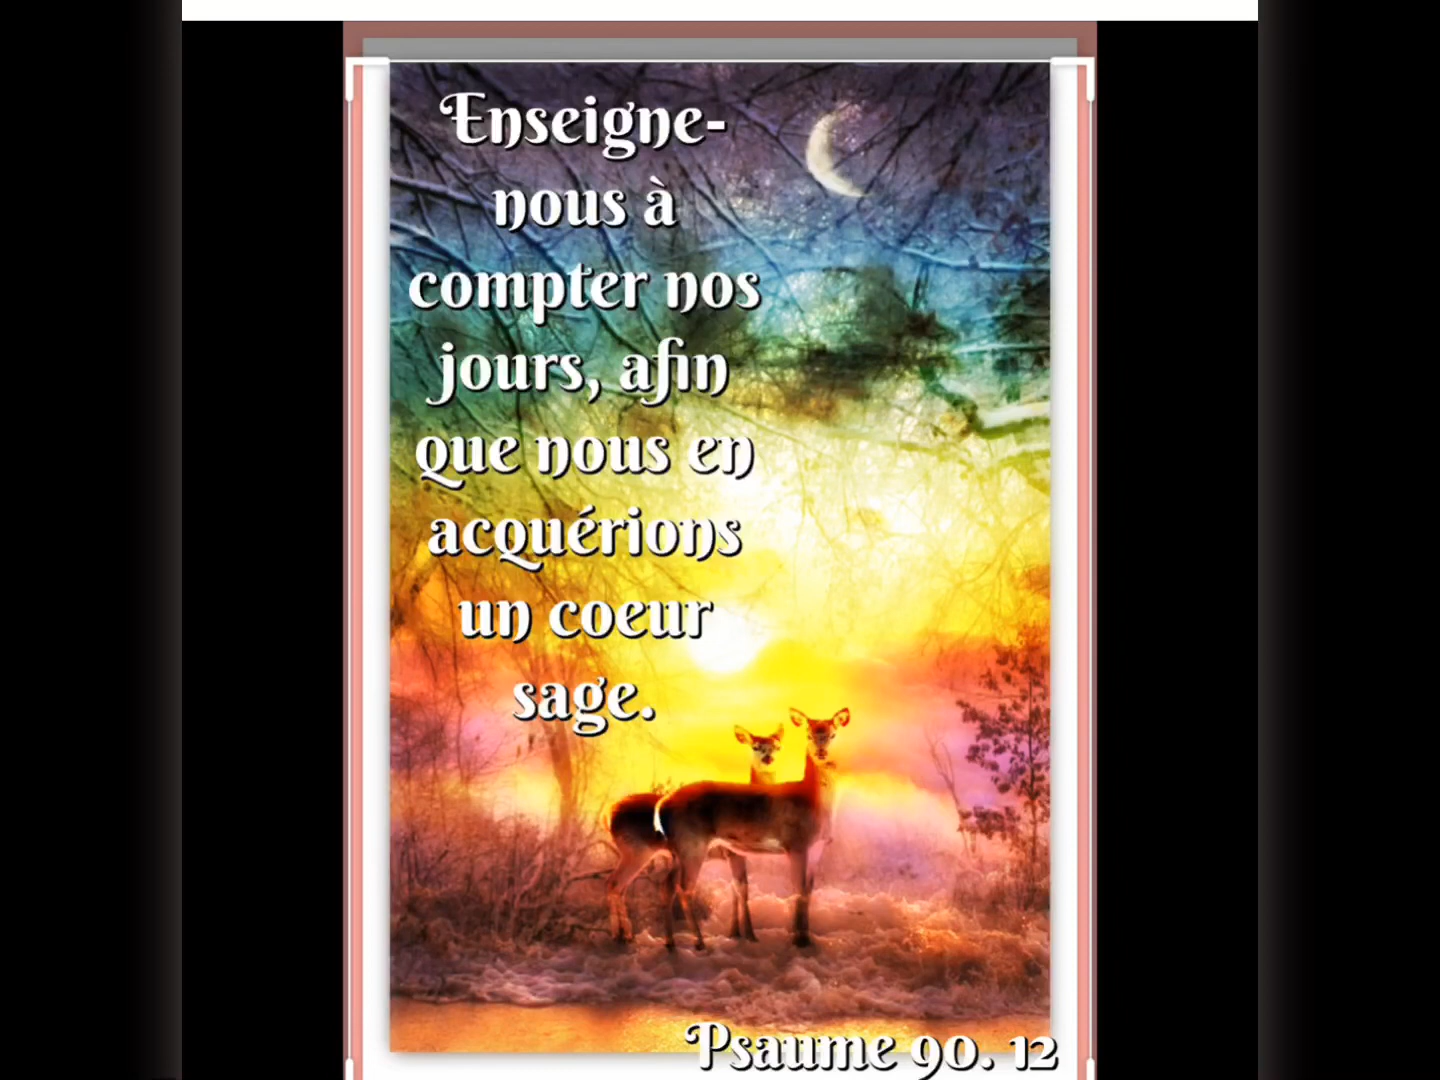 Enseigne-
nous à
compter nos
jours, afin
que nous en
acquérions
un coeur
sage.
Psaume 90. 12